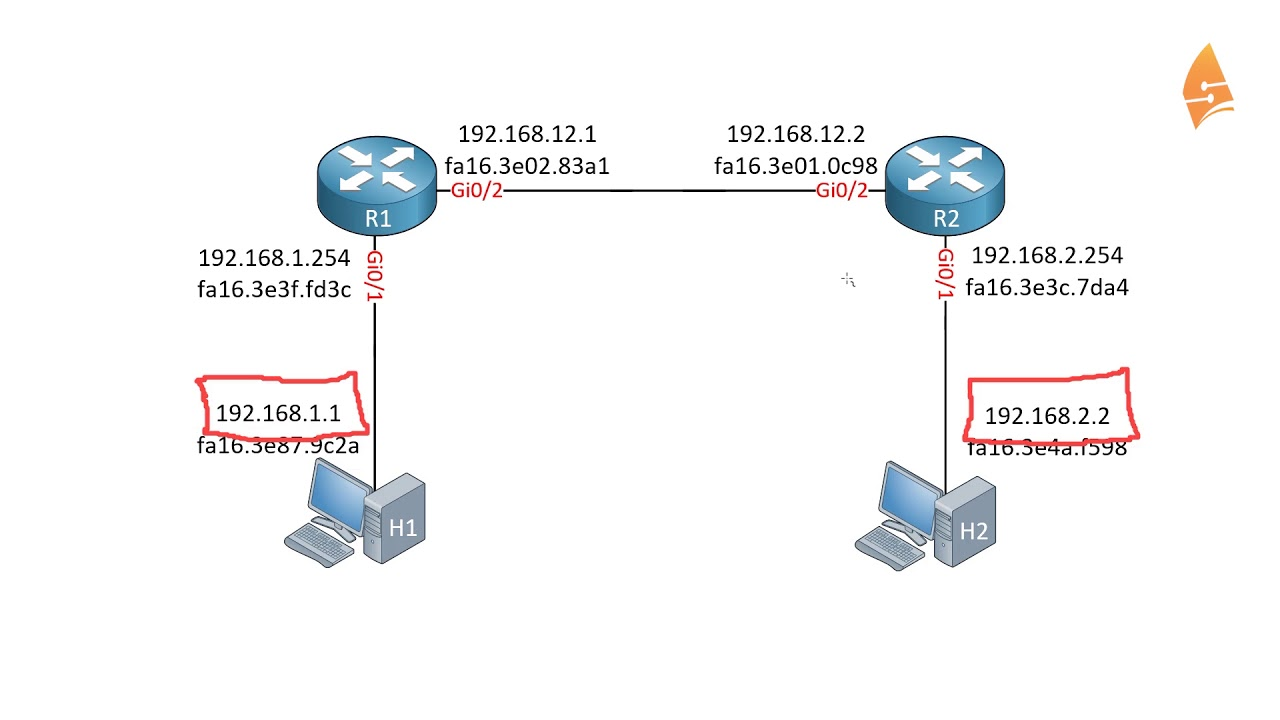 192.168.12.1
fa16.3e02.83a1
Gi0/2
192.168.12.2
fa16.3e01.0c98
Gi0/2
R1
R2
192.168.1.254
fa16.3e3f.fd3c
Gi0/1
Gi0/1
192.168.2.254
fa16.3e3c.7da4
192.168.1.1
fa16.3e87.9c2a
192.168.2.2
fa16.3e4a.f598
H1
H2